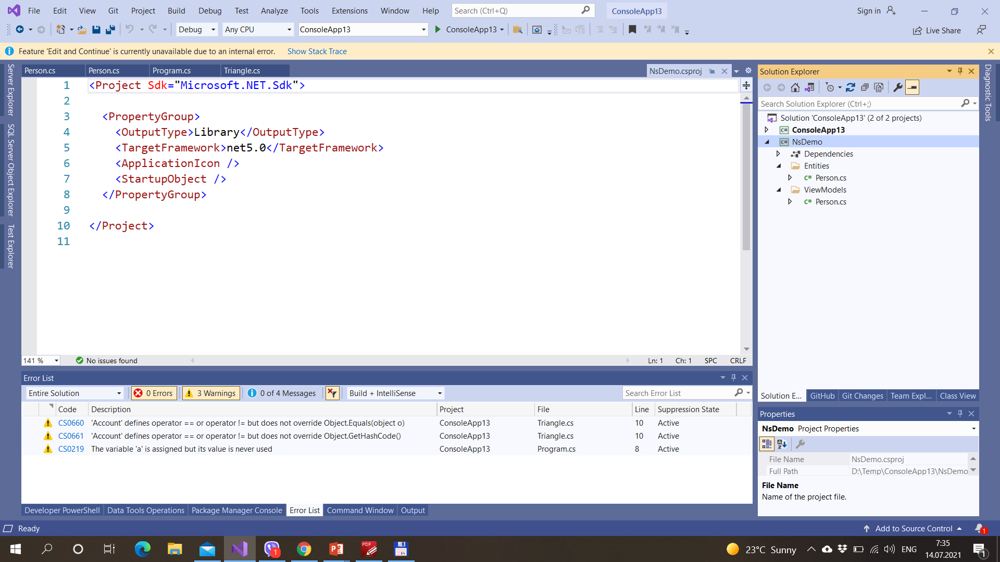 File Edit View Git Project Build Debug Test Analyze Tools Extensions Window Help Search (Ctrl+Q) ConsoleApp13 Sign in
Debug Any CPU ConsoleApp13 ConsoleApp13 Live Share
Feature 'Edit and Continue' is currently unavailable due to an internal error. Show Stack Trace
Server Explorer
SQL Server Object Explorer
Test Explorer
Person.cs Person.cs Program.cs Triangle.cs NsDemo.csproj
1 <Project Sdk="Microsoft.NET.Sdk">
2
3 <PropertyGroup>
4 <OutputType>Library</OutputType>
5 <TargetFramework>net5.0</TargetFramework>
6 <ApplicationIcon />
7 <StartupObject />
8 </PropertyGroup>
9
10 </Project>
11
141 % No issues found Ln: 1 Ch: 1 SPC CRLF
Error List
Entire Solution 0 Errors 3 Warnings 0 of 4 Messages Build + IntelliSense Search Error List
Code Description Project File Line Suppression State
CS0660 'Account' defines operator == or operator != but does not override Object.Equals(object o) ConsoleApp13 Triangle.cs 10 Active
CS0661 'Account' defines operator == or operator != but does not override Object.GetHashCode() ConsoleApp13 Triangle.cs 10 Active
CS0219 The variable 'a' is assigned but its value is never used ConsoleApp13 Program.cs 8 Active
Developer PowerShell Data Tools Operations Package Manager Console Error List Command Window Output
Solution Explorer
Search Solution Explorer (Ctrl+;)
Solution 'ConsoleApp13' (2 of 2 projects)
C# ConsoleApp13
C# NsDemo
Dependencies
Entities
C# Person.cs
ViewModels
C# Person.cs
Solution E... GitHub Git Changes Team Expl... Class View
Properties
NsDemo Project Properties
File Name NsDemo.csproj
Full Path D:\Temp\ConsoleApp13\NsDemo
File Name
Name of the project file.
Diagnostic Tools
Ready Add to Source Control 1
1 PDF E4 23°C Sunny ENG 7:35
14.07.2021 1